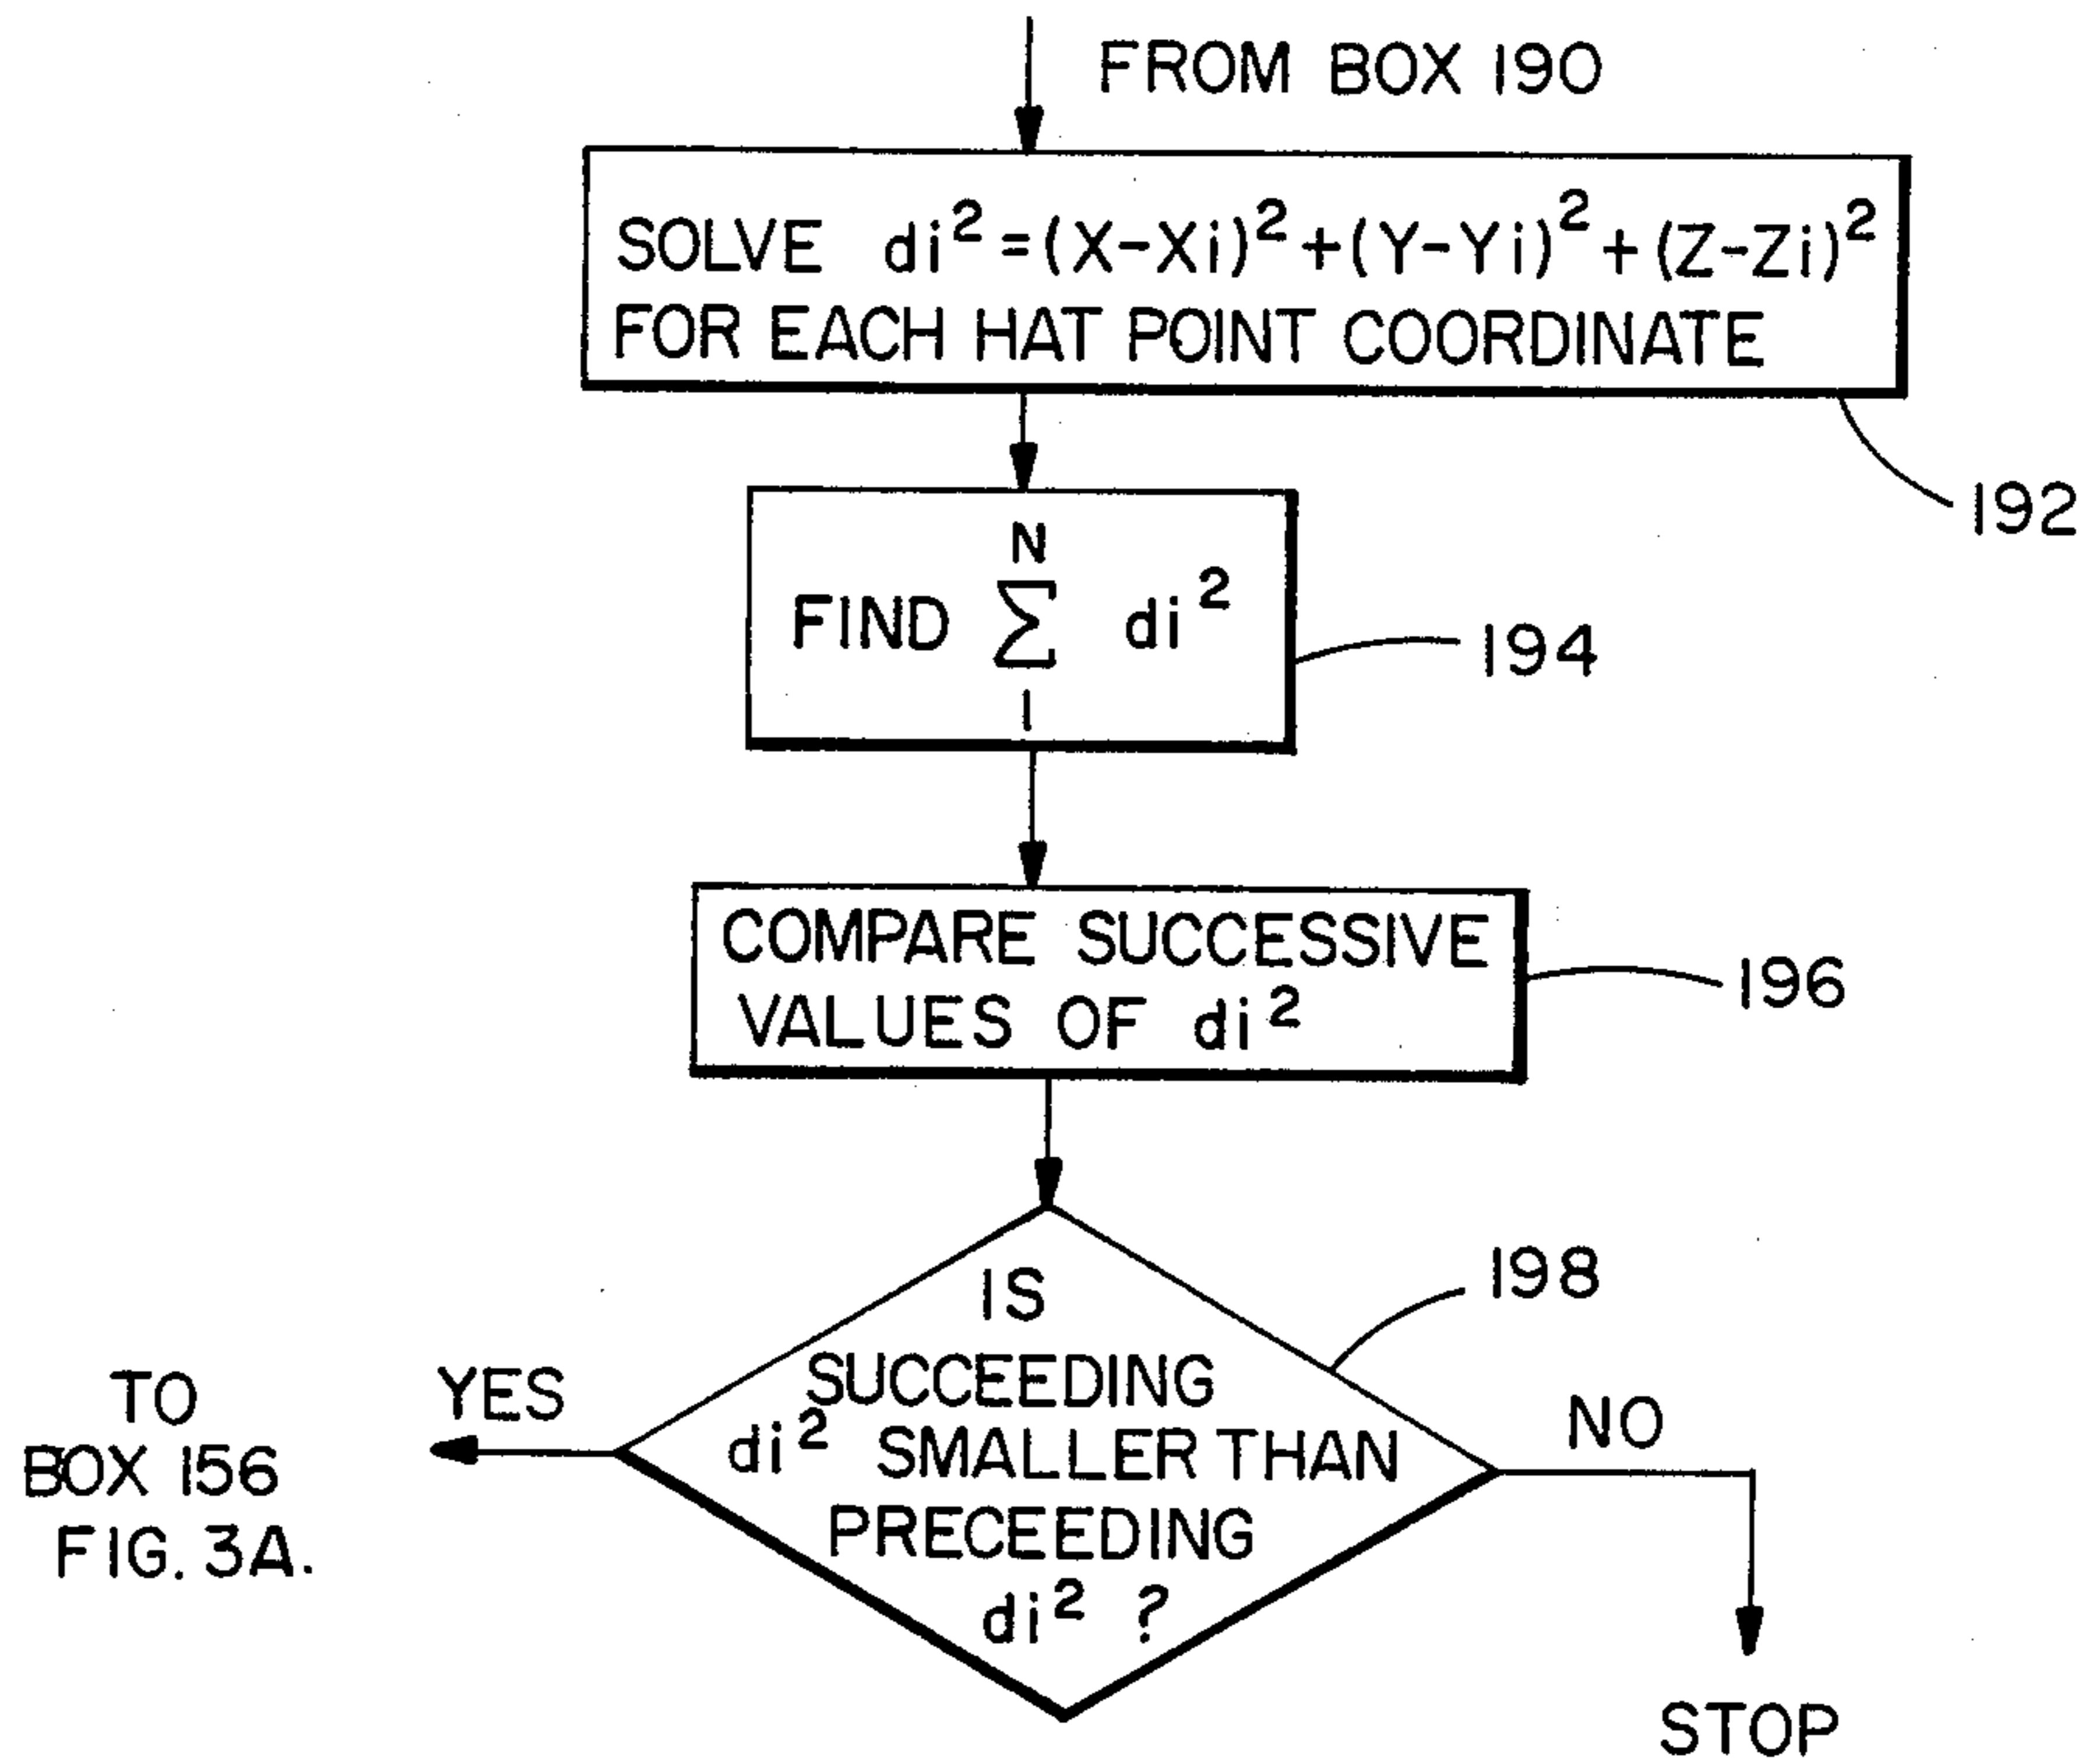 FROM BOX 190
SOLVE di² = (X-Xi)² + (Y-Yi)² + (Z-Zi)²
FOR EACH HAT POINT COORDINATE
192
N
FIND ∑ di²
1
194
COMPARE SUCCESSIVE
VALUES OF di²
196
198
IS
SUCCEEDING
di² SMALLER THAN
PRECEEDING
di² ?
YES
TO
BOX 156
FIG. 3A.
NO
STOP